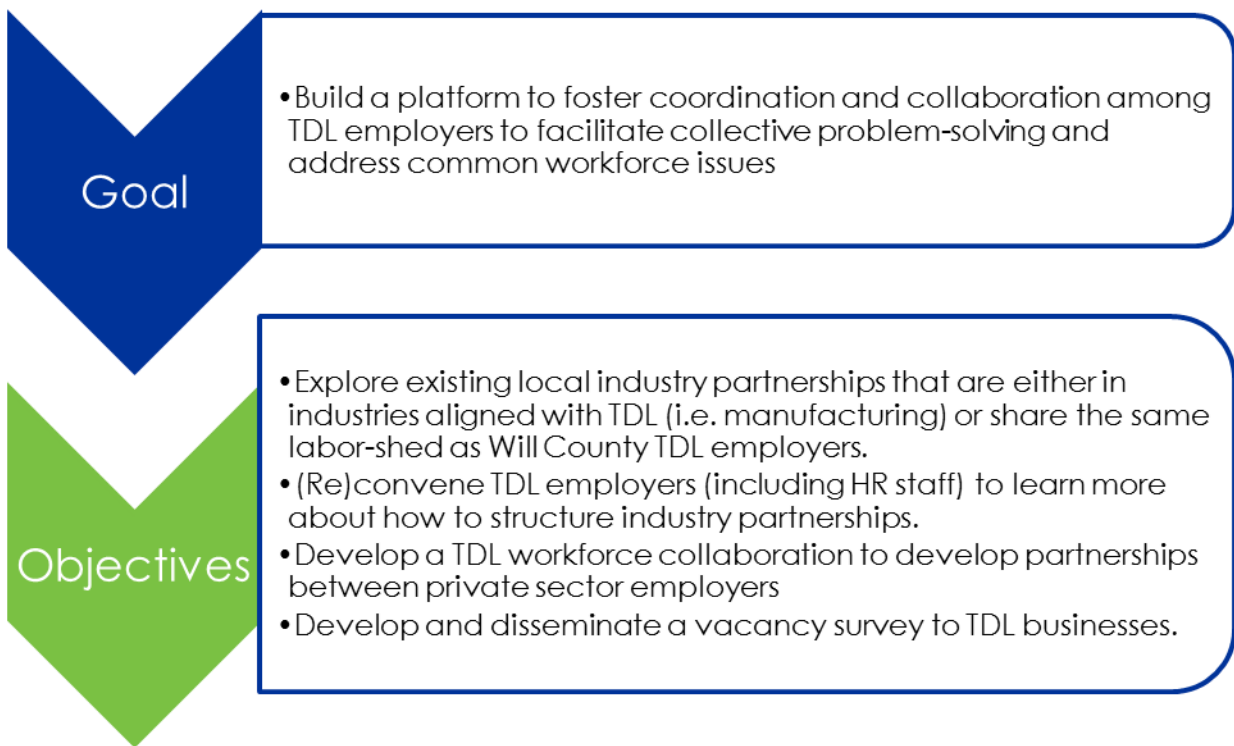 Goal
•Build a platform to foster coordination and collaboration among
TDL employers to facilitate collective problem-solving and
address common workforce issues
Objectives
•Explore existing local industry partnerships that are either in
industries aligned with TDL (i.e. manufacturing) or share the same
labor-shed as Will County TDL employers.
•(Re)convene TDL employers (including HR staff) to learn more
about how to structure industry partnerships.
•Develop a TDL workforce collaboration to develop partnerships
between private sector employers
•Develop and disseminate a vacancy survey to TDL businesses.